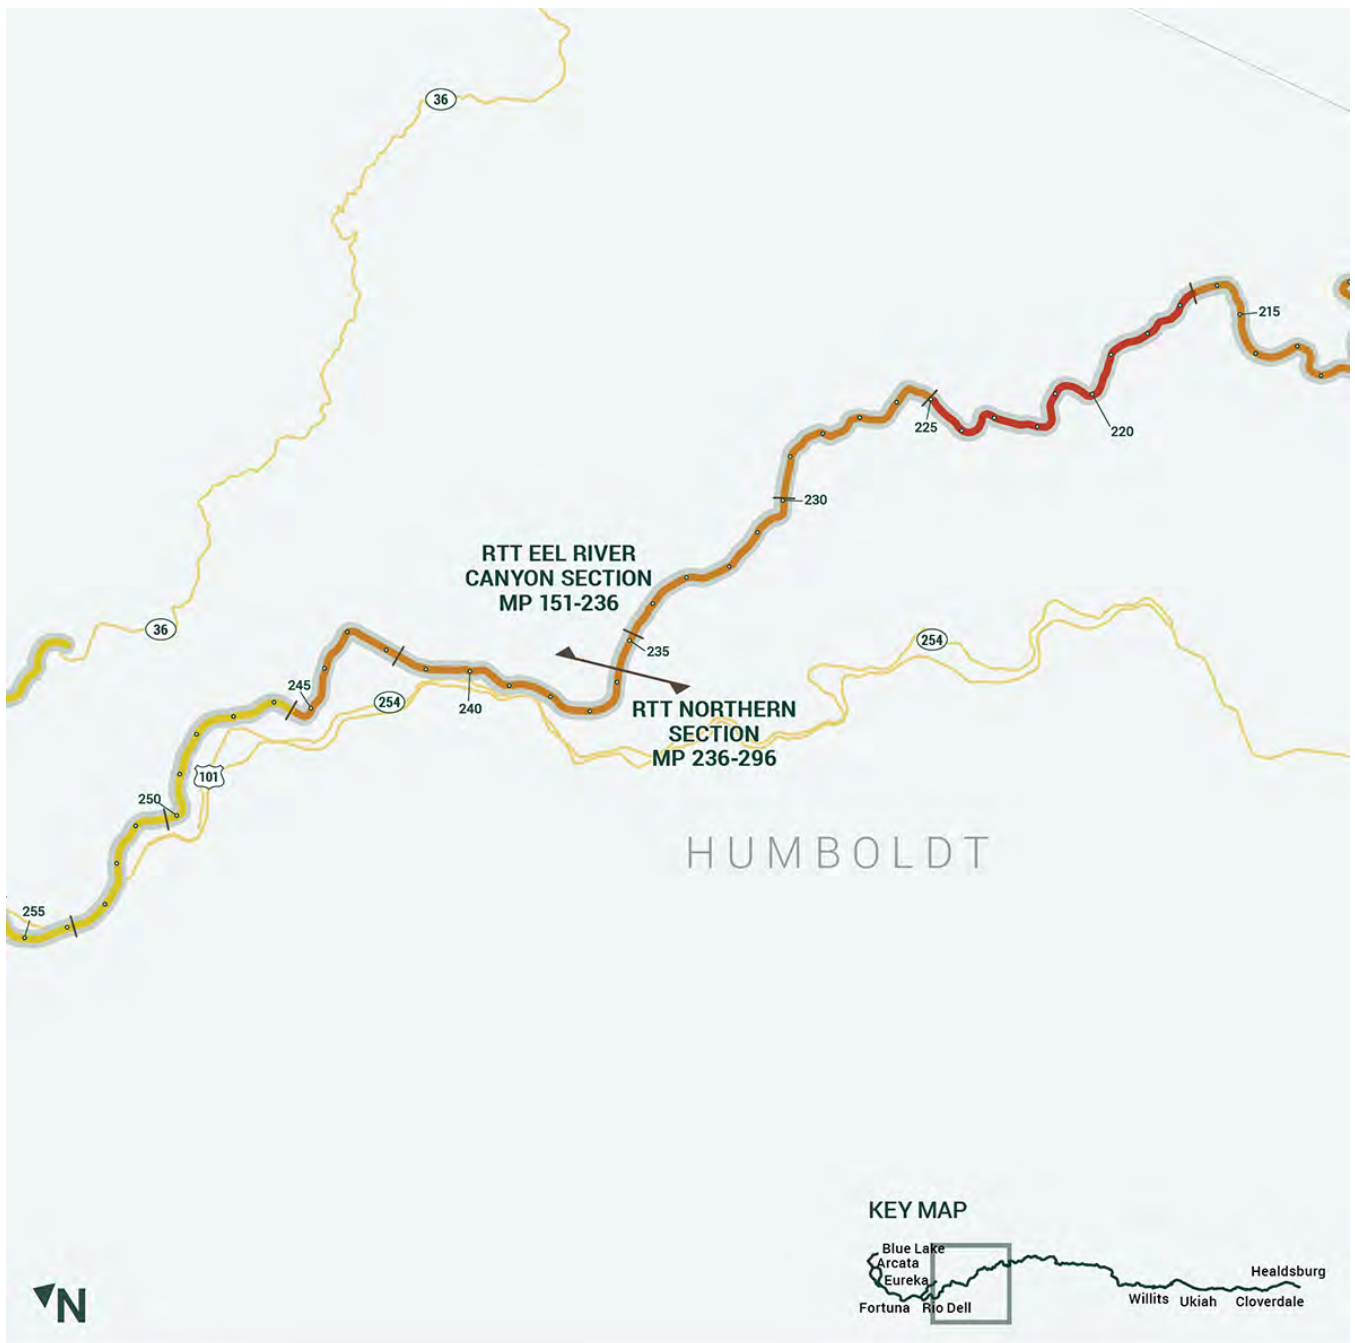 36
215
220
225
230
RTT EEL RIVER
CANYON SECTION
MP 151-236
36
254
235
245
254
240
RTT NORTHERN
SECTION
MP 236-296
101
250
HUMBOLDT
255
KEY MAP
Blue Lake
Arcata
Eureka
Fortuna
Rio Dell
Healdsburg
Willits
Ukiah
Cloverdale
N